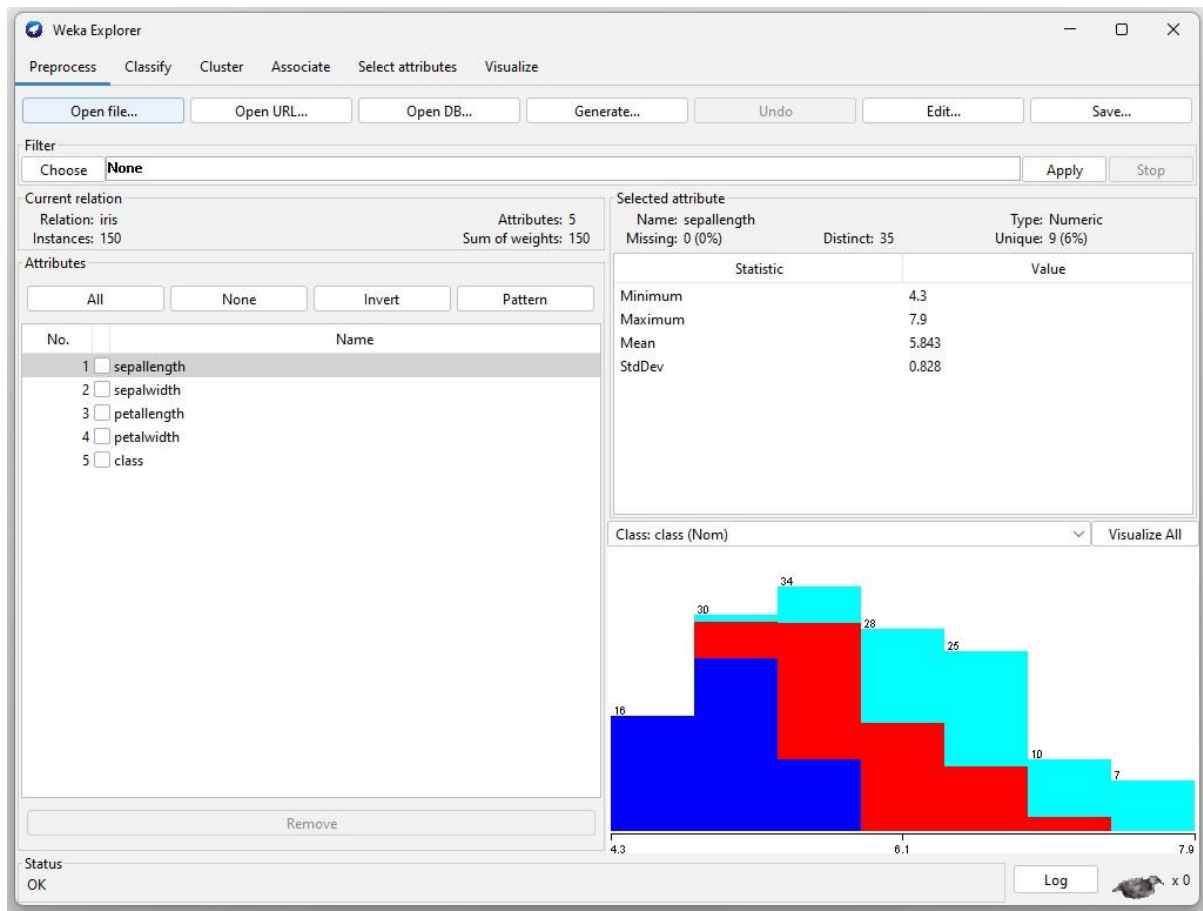 Weka Explorer
Preprocess Classify Cluster Associate Select attributes Visualize
Open file... Open URL... Open DB... Generate... Undo Edit... Save...
Filter
Choose None Apply Stop
Current relation
Relation: iris Attributes: 5
Instances: 150 Sum of weights: 150
Attributes
All None Invert Pattern
No. Name
1 sepallength
2 sepalwidth
3 petallength
4 petalwidth
5 class
Remove
Selected attribute
Name: sepallength Type: Numeric
Missing: 0 (0%) Distinct: 35 Unique: 9 (6%)
Statistic Value
Minimum 4.3
Maximum 7.9
Mean 5.843
StdDev 0.828
Class: class (Nom) Visualize All
16 30 34 28 25 10 7
4.3 6.1 7.9
Status
OK Log x 0